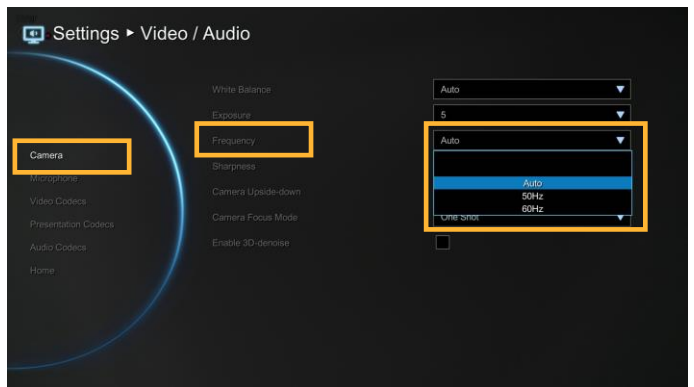 Settings ▸ Video / Audio
White Balance
Auto
Exposure
5
Frequency
Auto
Camera
Sharpness
Microphone
Auto
Camera Upside-down
50Hz
Video Codecs
60Hz
Camera Focus Mode
One Shot
Presentation Codecs
Enable 3D-denoise
Audio Codecs
Home